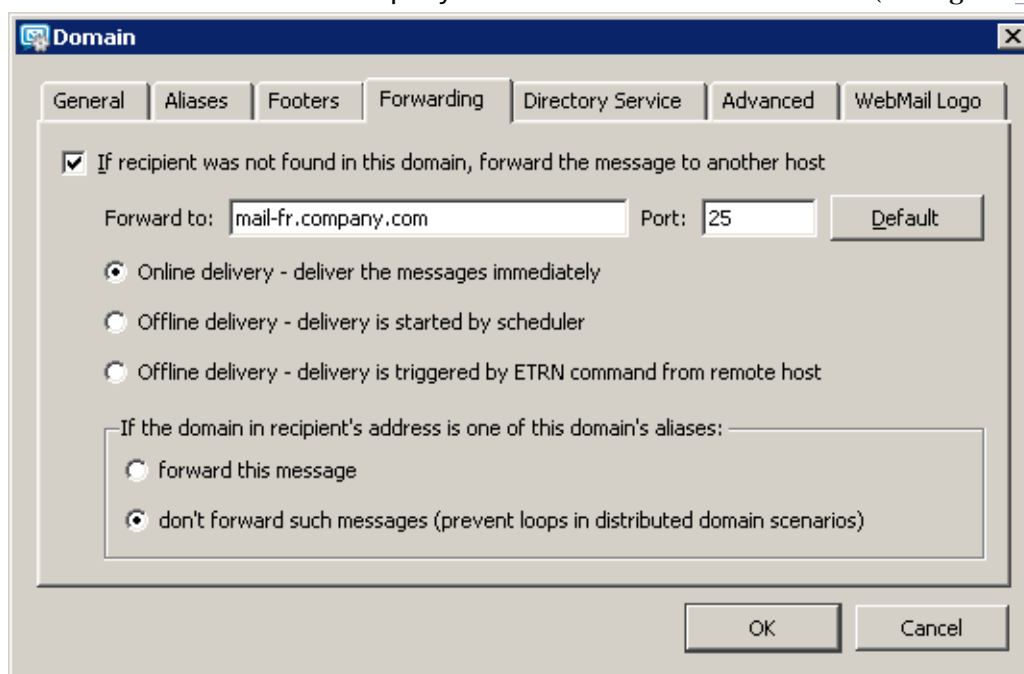 Domain
General Aliases Footers Forwarding Directory Service Advanced WebMail Logo
If recipient was not found in this domain, forward the message to another host
Forward to: mail-fr.company.com Port: 25 Default
Online delivery - deliver the messages immediately
Offline delivery - delivery is started by scheduler
Offline delivery - delivery is triggered by ETRN command from remote host
If the domain in recipient's address is one of this domain's aliases:
forward this message
don't forward such messages (prevent loops in distributed domain scenarios)
OK Cancel